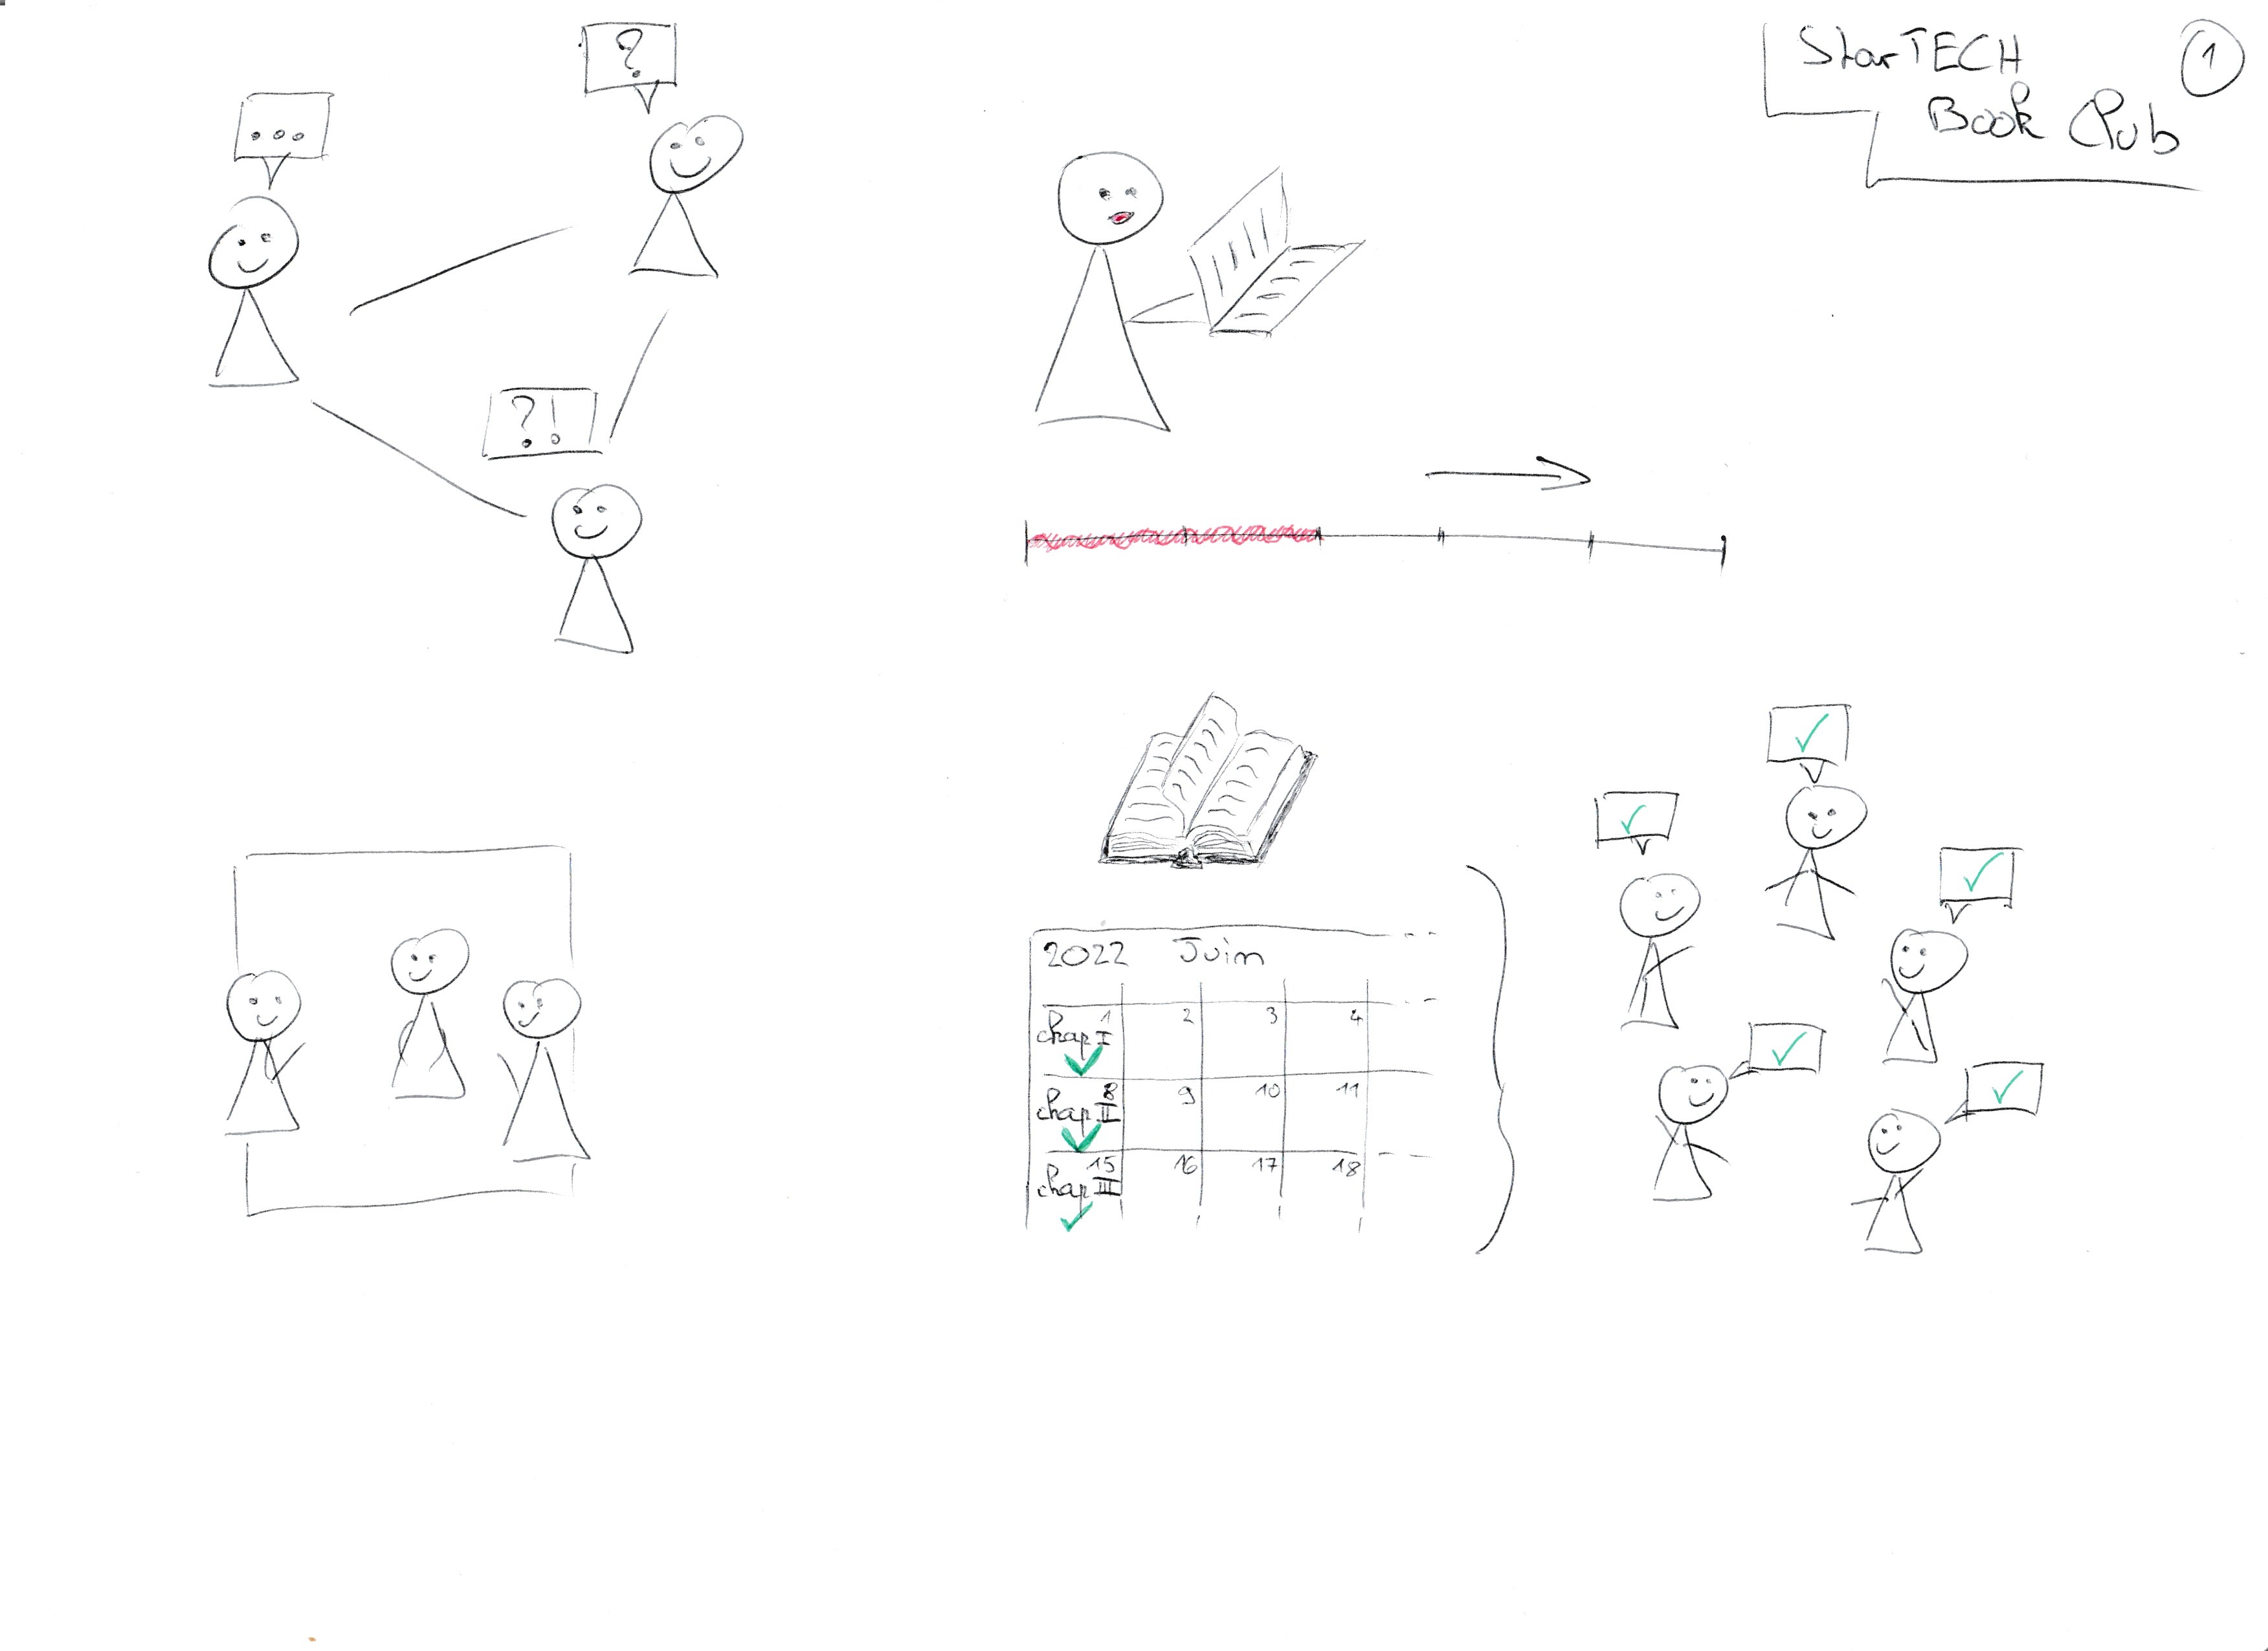 StarTECH
Book Club
1
...
?
?!
2022 Juin
1 2 3 4
chap I
8 9 10 11
chap II
15 16 17 18
chap III